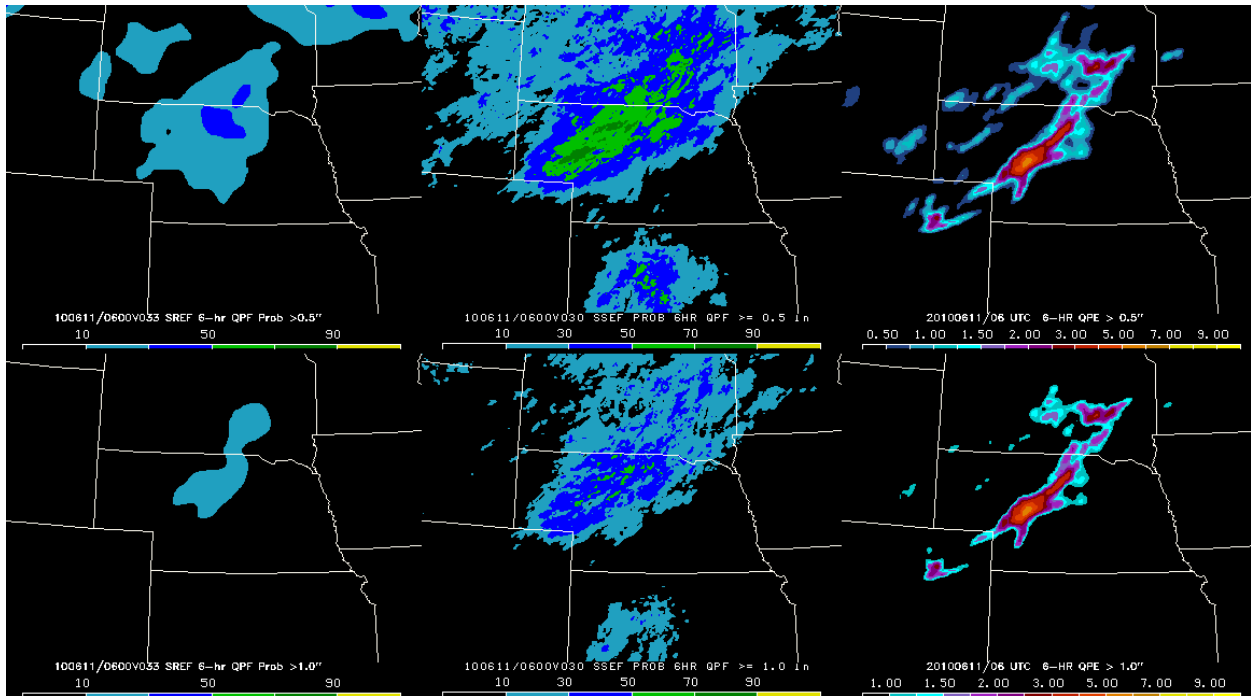 100611/0600V033 SREF 6-hr QPF Prob >0.5"
10 50 90
100611/0600V030 SSEF PROB 6HR QPF >= 0.5 in
10 30 50 70 90
20100611/06 UTC 6-HR QPE > 0.5"
0.50 1.00 1.50 2.00 3.00 4.00 5.00 7.00 9.00
100611/0600V033 SREF 6-hr QPF Prob >1.0"
10 50 90
100611/0600V030 SSEF PROB 6HR QPF >= 1.0 in
10 30 50 70 90
20100611/06 UTC 6-HR QPE > 1.0"
1.00 1.50 2.00 3.00 4.00 5.00 7.00 9.00